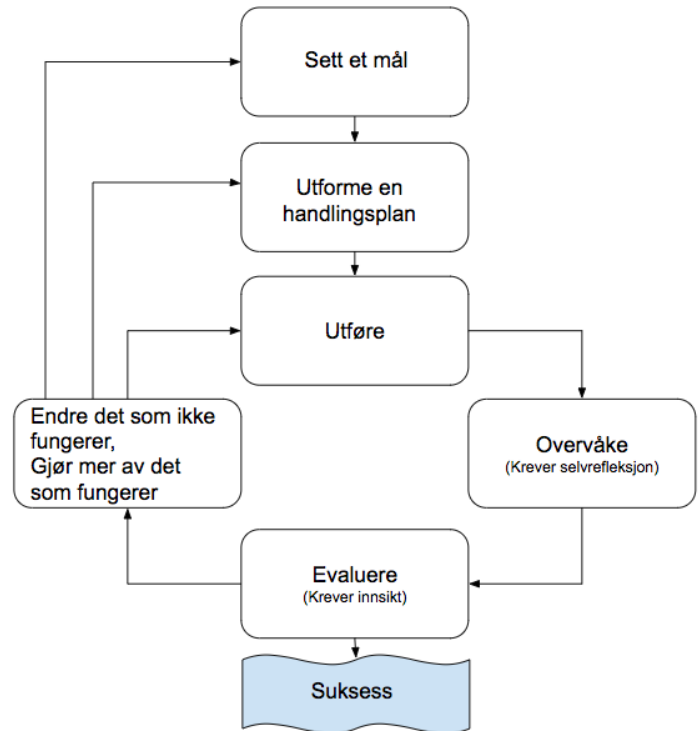 Sett et mål
Utforme en
handlingsplan
Utføre
Endre det som ikke
fungerer,
Gjør mer av det
som fungerer
Overvåke
(Krever selvrefleksjon)
Evaluere
(Krever innsikt)
Suksess